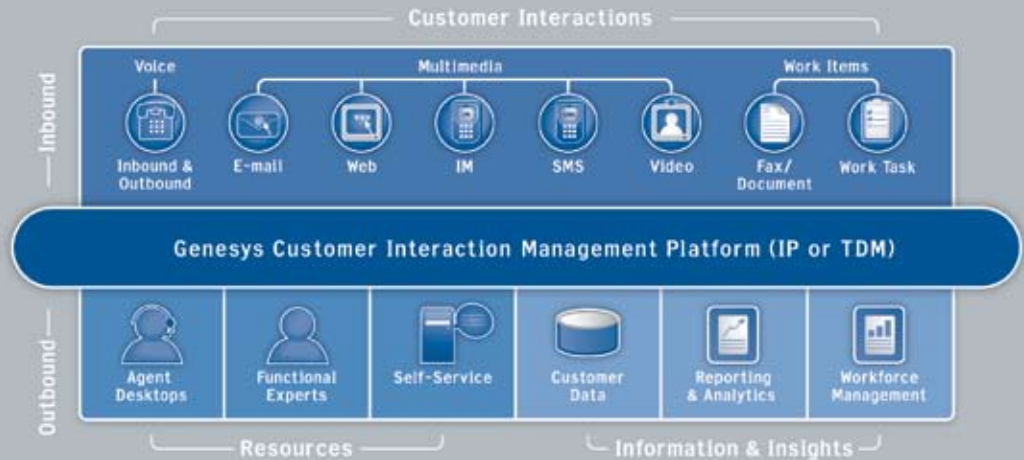 Customer Interactions
Inbound
Voice
Multimedia
Work Items
Inbound &
Outbound
E-mail
Web
IM
SMS
Video
Fax/
Document
Work Task
Genesys Customer Interaction Management Platform (IP or TDM)
Outbound
Agent
Desktops
Functional
Experts
Self-Service
Customer
Data
Reporting
& Analytics
Workforce
Management
Resources
Information & Insights